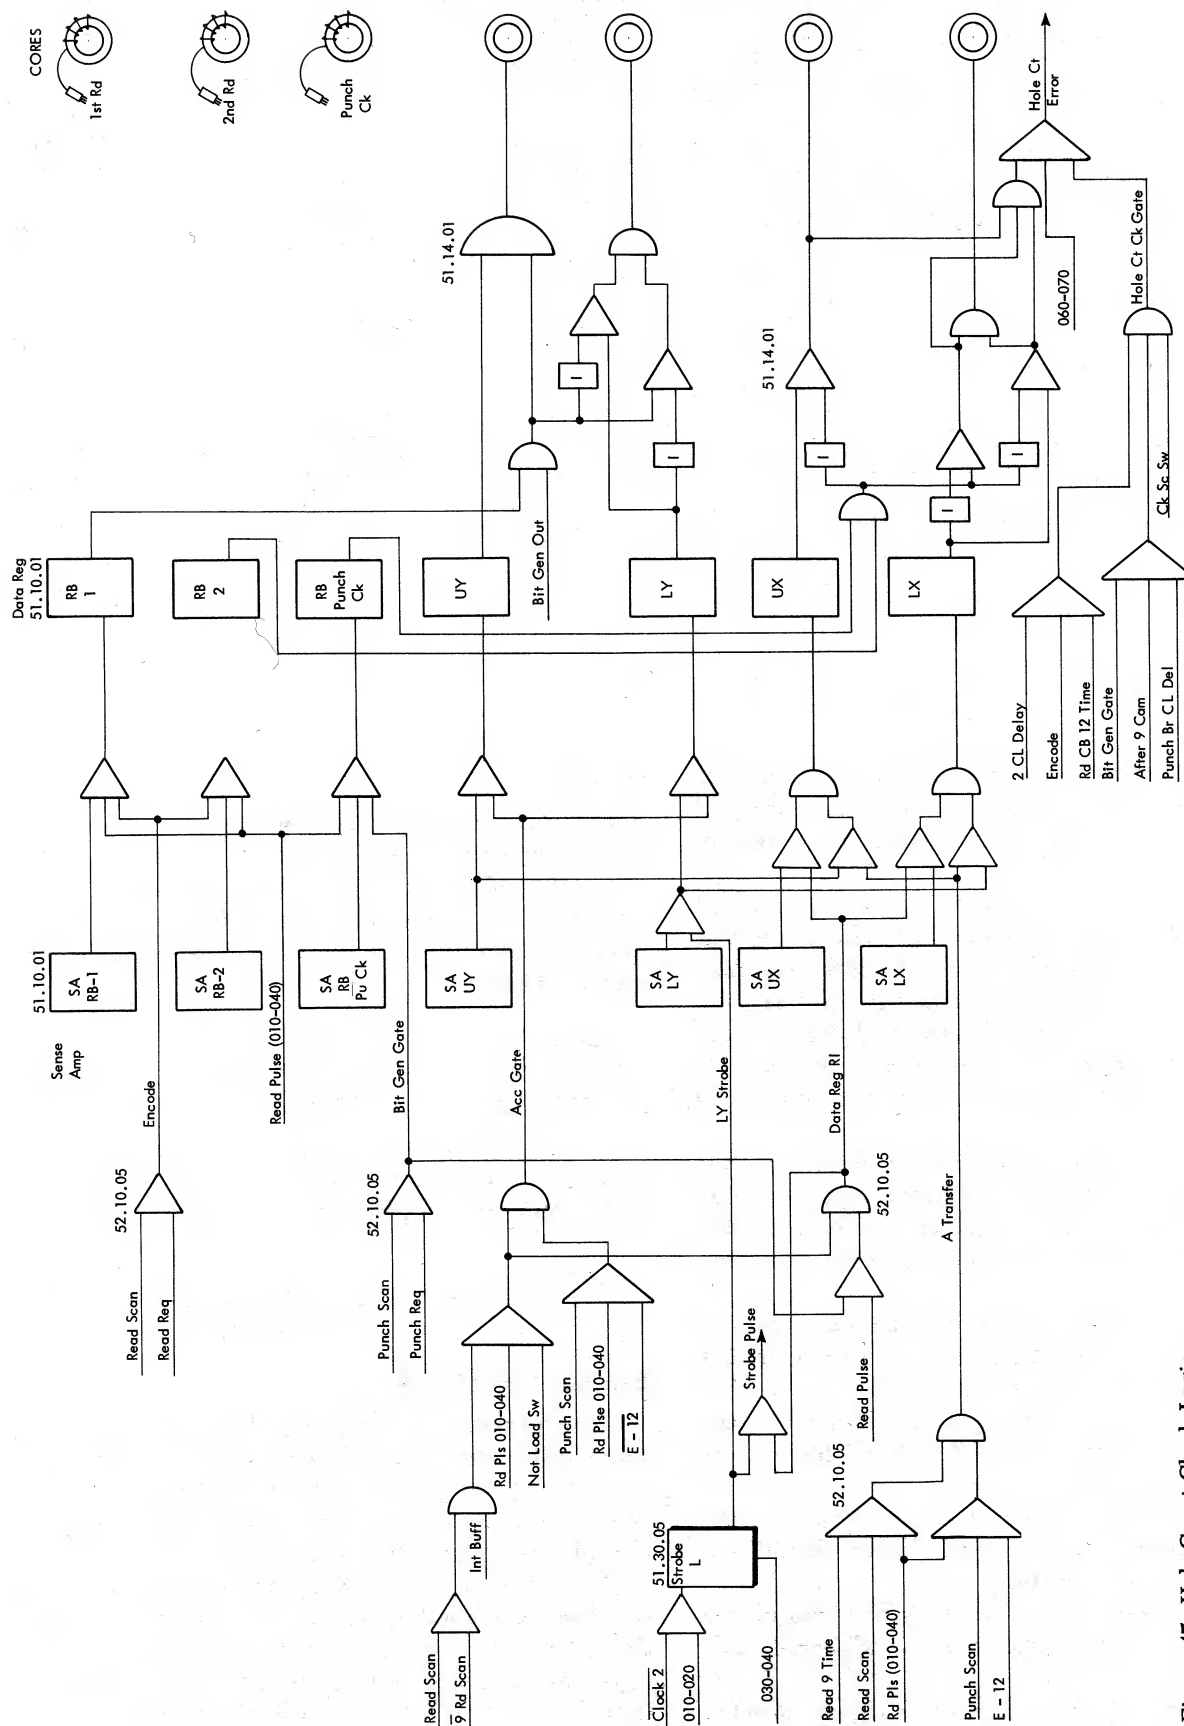 CORES
1st Rd
2nd Rd
Punch
Ck
Data Reg
51.10.01
RB
1
RB
2
RB
Punch
Ck
UY
LY
UX
LX
51.14.01
Bit Gen Out
51.14.01
Hole Ct
Error
060-070
Hole Ct Ck Gate
Ck Sc Sw
2 CL Delay
Encode
Rd CB 12 Time
Bit Gen Gate
After 9 Cam
Punch Br CL Del
Sense
Amp
51.10.01
SA
RB-1
SA
RB-2
SA
RB
Pu Ck
SA
UY
SA
LY
SA
UX
SA
LX
Encode
Read Pulse (010-040)
Bit Gen Gate
Acc Gate
LY Strobe
Data Reg RI
A Transfer
52.10.05
Read Scan
Read Req
52.10.05
Punch Scan
Punch Req
Rd Pls 010-040
Not Load Sw
Punch Scan
Rd Plse 010-040
E - 12
Strobe Pulse
52.10.05
Read Pulse
Int Buff
Read Scan
9 Rd Scan
51.30.05
Strobe
L
Clock 2
010-020
030-040
52.10.05
Read 9 Time
Read Scan
Rd Pls (010-040)
Punch Scan
E - 12
Figure 47. Hole Count Check Logic